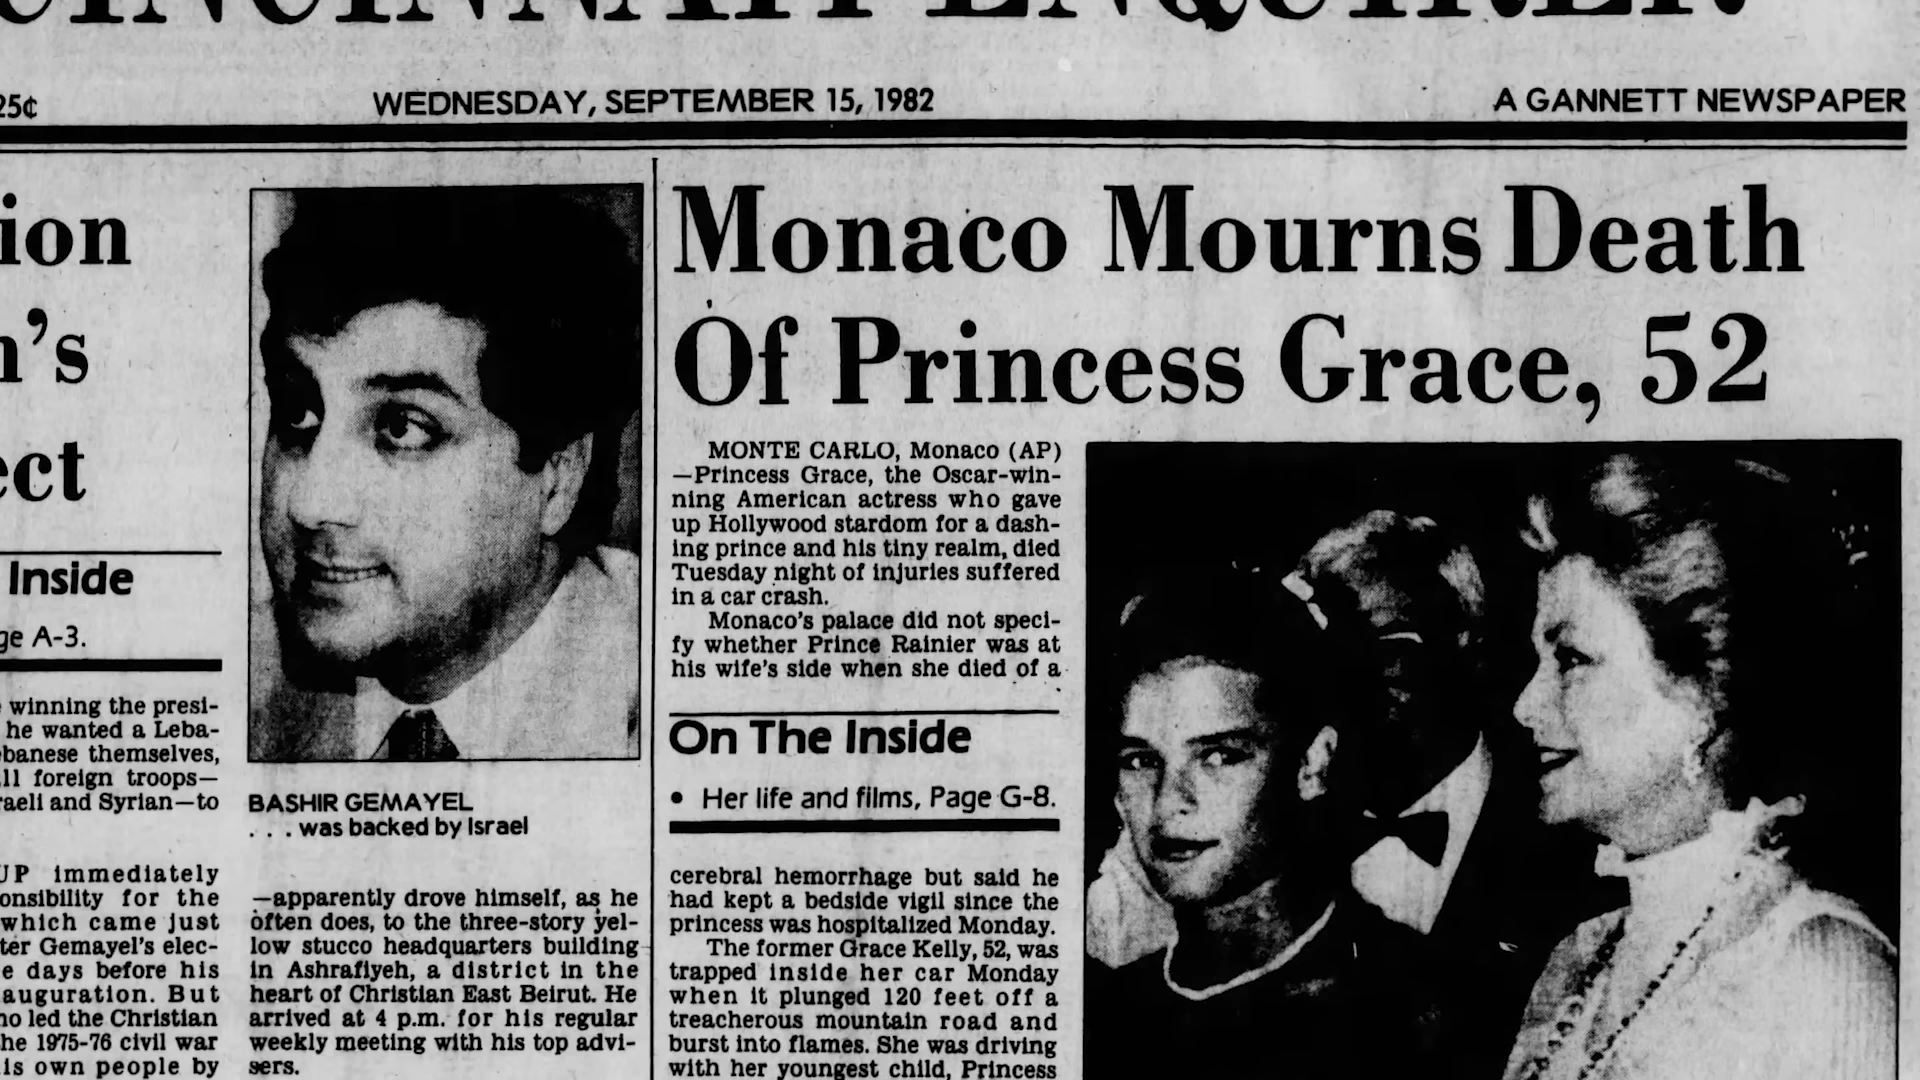 CINCINNATI ENQUIRER
25¢ WEDNESDAY, SEPTEMBER 15, 1982 A GANNETT NEWSPAPER
ion
n's
ect
Inside
ge A-3.
winning the presi-
he wanted a Leba-
ebanese themselves,
all foreign troops—
raeli and Syrian—to
UP immediately
onsibility for the
which came just
ter Gemayel's elec-
e days before his
auguration. But
ho led the Christian
he 1975-76 civil war
is own people by
BASHIR GEMAYEL
. . . was backed by Israel
—apparently drove himself, as he
often does, to the three-story yel-
low stucco headquarters building
in Ashrafiyeh, a district in the
heart of Christian East Beirut. He
arrived at 4 p.m. for his regular
weekly meeting with his top advi-
sers.
Monaco Mourns Death
Of Princess Grace, 52
MONTE CARLO, Monaco (AP)
—Princess Grace, the Oscar-win-
ning American actress who gave
up Hollywood stardom for a dash-
ing prince and his tiny realm, died
Tuesday night of injuries suffered
in a car crash.
Monaco's palace did not speci-
fy whether Prince Rainier was at
his wife's side when she died of a
On The Inside
• Her life and films, Page G-8.
cerebral hemorrhage but said he
had kept a bedside vigil since the
princess was hospitalized Monday.
The former Grace Kelly, 52, was
trapped inside her car Monday
when it plunged 120 feet off a
treacherous mountain road and
burst into flames. She was driving
with her youngest child, Princess